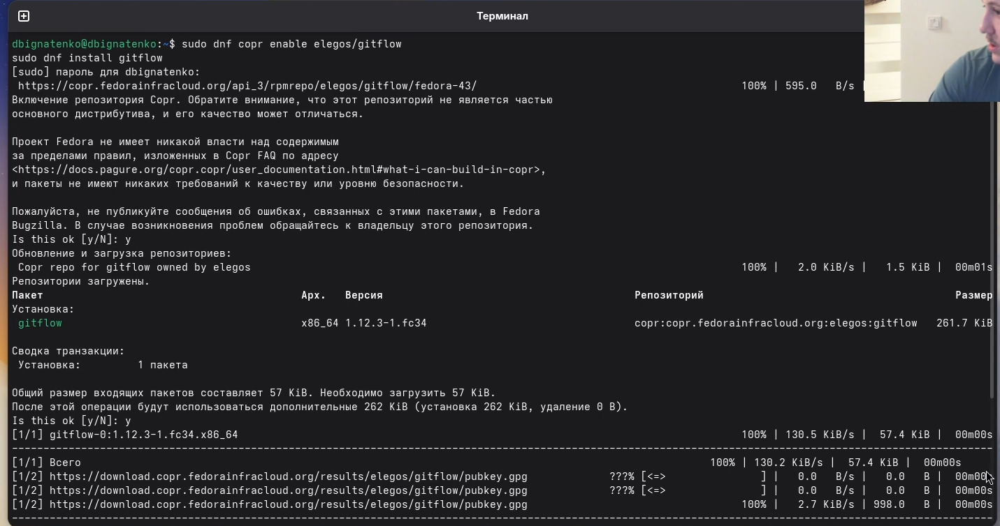 Терминал
dbignatenko@dbignatenko:~$ sudo dnf copr enable elegos/gitflow
sudo dnf install gitflow
[sudo] пароль для dbignatenko:
https://copr.fedorainfracloud.org/api_3/rpmrepo/elegos/gitflow/fedora-43/ 100% | 595.0 B/s |
Включение репозитория Copr. Обратите внимание, что этот репозиторий не является частью
основного дистрибутива, и его качество может отличаться.
Проект Fedora не имеет никакой власти над содержимым
за пределами правил, изложенных в Copr FAQ по адресу
<https://docs.pagure.org/copr.copr/user_documentation.html#what-i-can-build-in-copr>,
и пакеты не имеют никаких требований к качеству или уровню безопасности.
Пожалуйста, не публикуйте сообщения об ошибках, связанных с этими пакетами, в Fedora
Bugzilla. В случае возникновения проблем обращайтесь к владельцу этого репозитория.
Is this ok [y/N]: y
Обновление и загрузка репозиториев:
Copr repo for gitflow owned by elegos 100% | 2.0 KiB/s | 1.5 KiB | 00m01s
Репозитории загружены.
Пакет Арх. Версия Репозиторий Размер
Установка:
gitflow x86_64 1.12.3-1.fc34 copr:copr.fedorainfracloud.org:elegos:gitflow 261.7 KiB
Сводка транзакции:
Установка: 1 пакета
Общий размер входящих пакетов составляет 57 KiB. Необходимо загрузить 57 KiB.
После этой операции будут использоваться дополнительные 262 KiB (установка 262 KiB, удаление 0 B).
Is this ok [y/N]: y
[1/1] gitflow-0:1.12.3-1.fc34.x86_64 100% | 130.5 KiB/s | 57.4 KiB | 00m00s
[1/1] Всего 100% | 130.2 KiB/s | 57.4 KiB | 00m00s
[1/2] https://download.copr.fedorainfracloud.org/results/elegos/gitflow/pubkey.gpg ???% [<=> ] | 0.0 B/s | 0.0 B | 00m00s
[1/2] https://download.copr.fedorainfracloud.org/results/elegos/gitflow/pubkey.gpg ???% [<=> ] | 0.0 B/s | 0.0 B | 00m00s
[1/2] https://download.copr.fedorainfracloud.org/results/elegos/gitflow/pubkey.gpg 100% | 2.7 KiB/s | 998.0 B | 00m00s